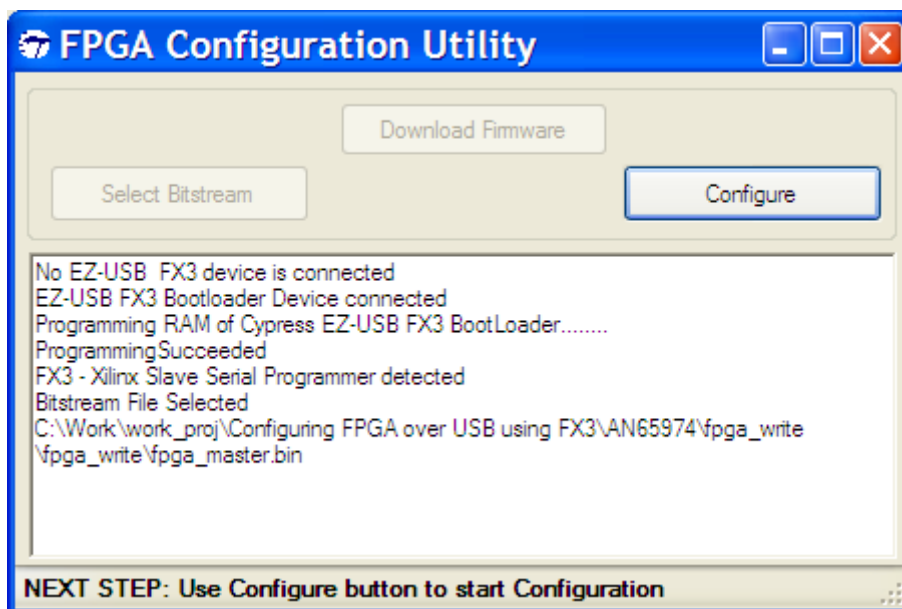 FPGA Configuration Utility
Download Firmware
Select Bitstream
Configure
No EZ-USB  FX3 device is connected
EZ-USB FX3 Bootloader Device connected
Programming RAM of Cypress EZ-USB FX3 BootLoader........
ProgrammingSucceeded
FX3 - Xilinx Slave Serial Programmer detected
Bitstream File Selected
C:\Work\work_proj\Configuring FPGA over USB using FX3\AN65974\fpga_write
\fpga_write\fpga_master.bin
NEXT STEP: Use Configure button to start Configuration